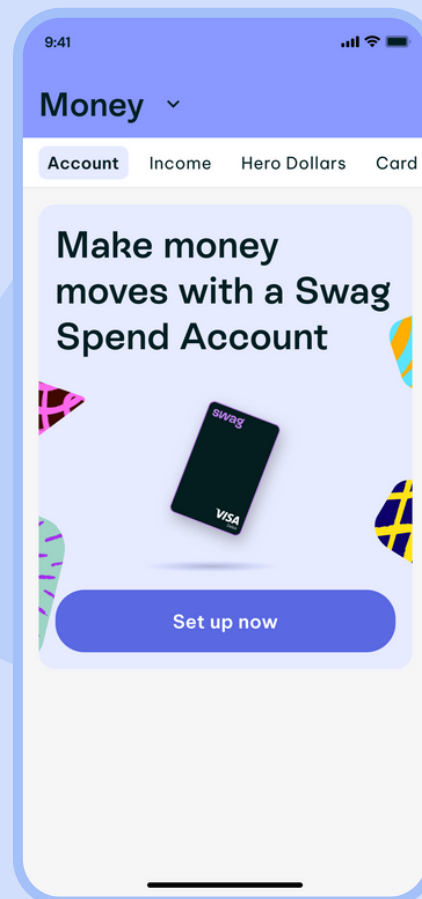 9:41
Money
Account Income Hero Dollars Card
Make money
moves with a Swag
Spend Account
swag
VISA
Debit
Set up now